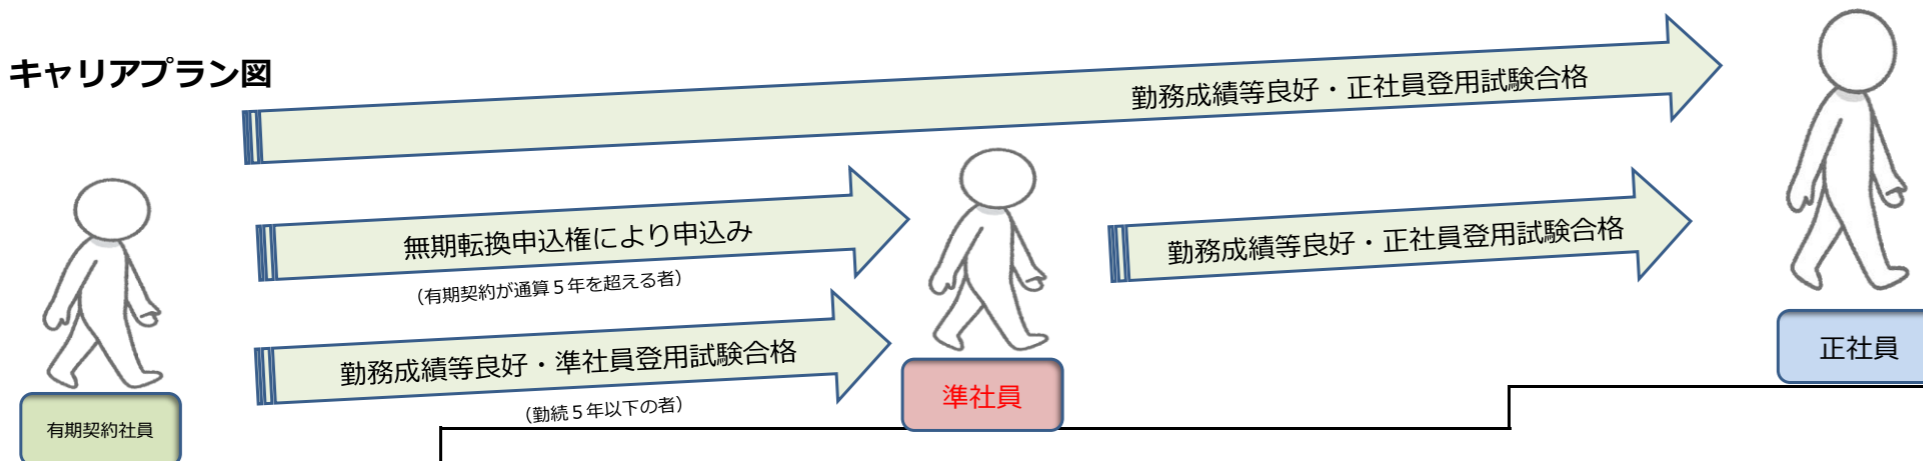 キャリアプラン図
勤務成績等良好・正社員登用試験合格
無期転換申込権により申込み
（有期契約が通算５年を超える者）
勤務成績等良好・正社員登用試験合格
勤務成績等良好・準社員登用試験合格
（勤続５年以下の者）
有期契約社員
準社員
正社員